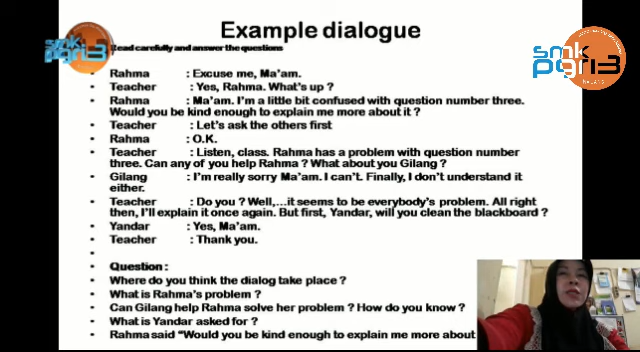 Example dialogue
Read carefully and answer the questions
smk
PGRI 3
smk
PGRI 3
MALANG
• Rahma : Excuse me, Ma'am.
• Teacher : Yes, Rahma. What's up ?
• Rahma : Ma'am. I'm a little bit confused with question number three.
Would you be kind enough to explain me more about it ?
• Teacher : Let's ask the others first
• Rahma : O.K.
• Teacher : Listen, class. Rahma has a problem with question number
three. Can any of you help Rahma ? What about you Gilang ?
• Gilang : I'm really sorry Ma'am. I can't. Finally, I don't understand it
either.
• Teacher : Do you ? Well,...it seems to be everybody's problem. All right
then, I'll explain it once again. But first, Yandar, will you clean the blackboard ?
• Yandar : Yes, Ma'am.
• Teacher : Thank you.
•
• Question :
• Where do you think the dialog take place ?
• What is Rahma's problem ?
• Can Gilang help Rahma solve her problem ? How do you know ?
• What is Yandar asked for ?
• Rahma said "Would you be kind enough to explain me more about